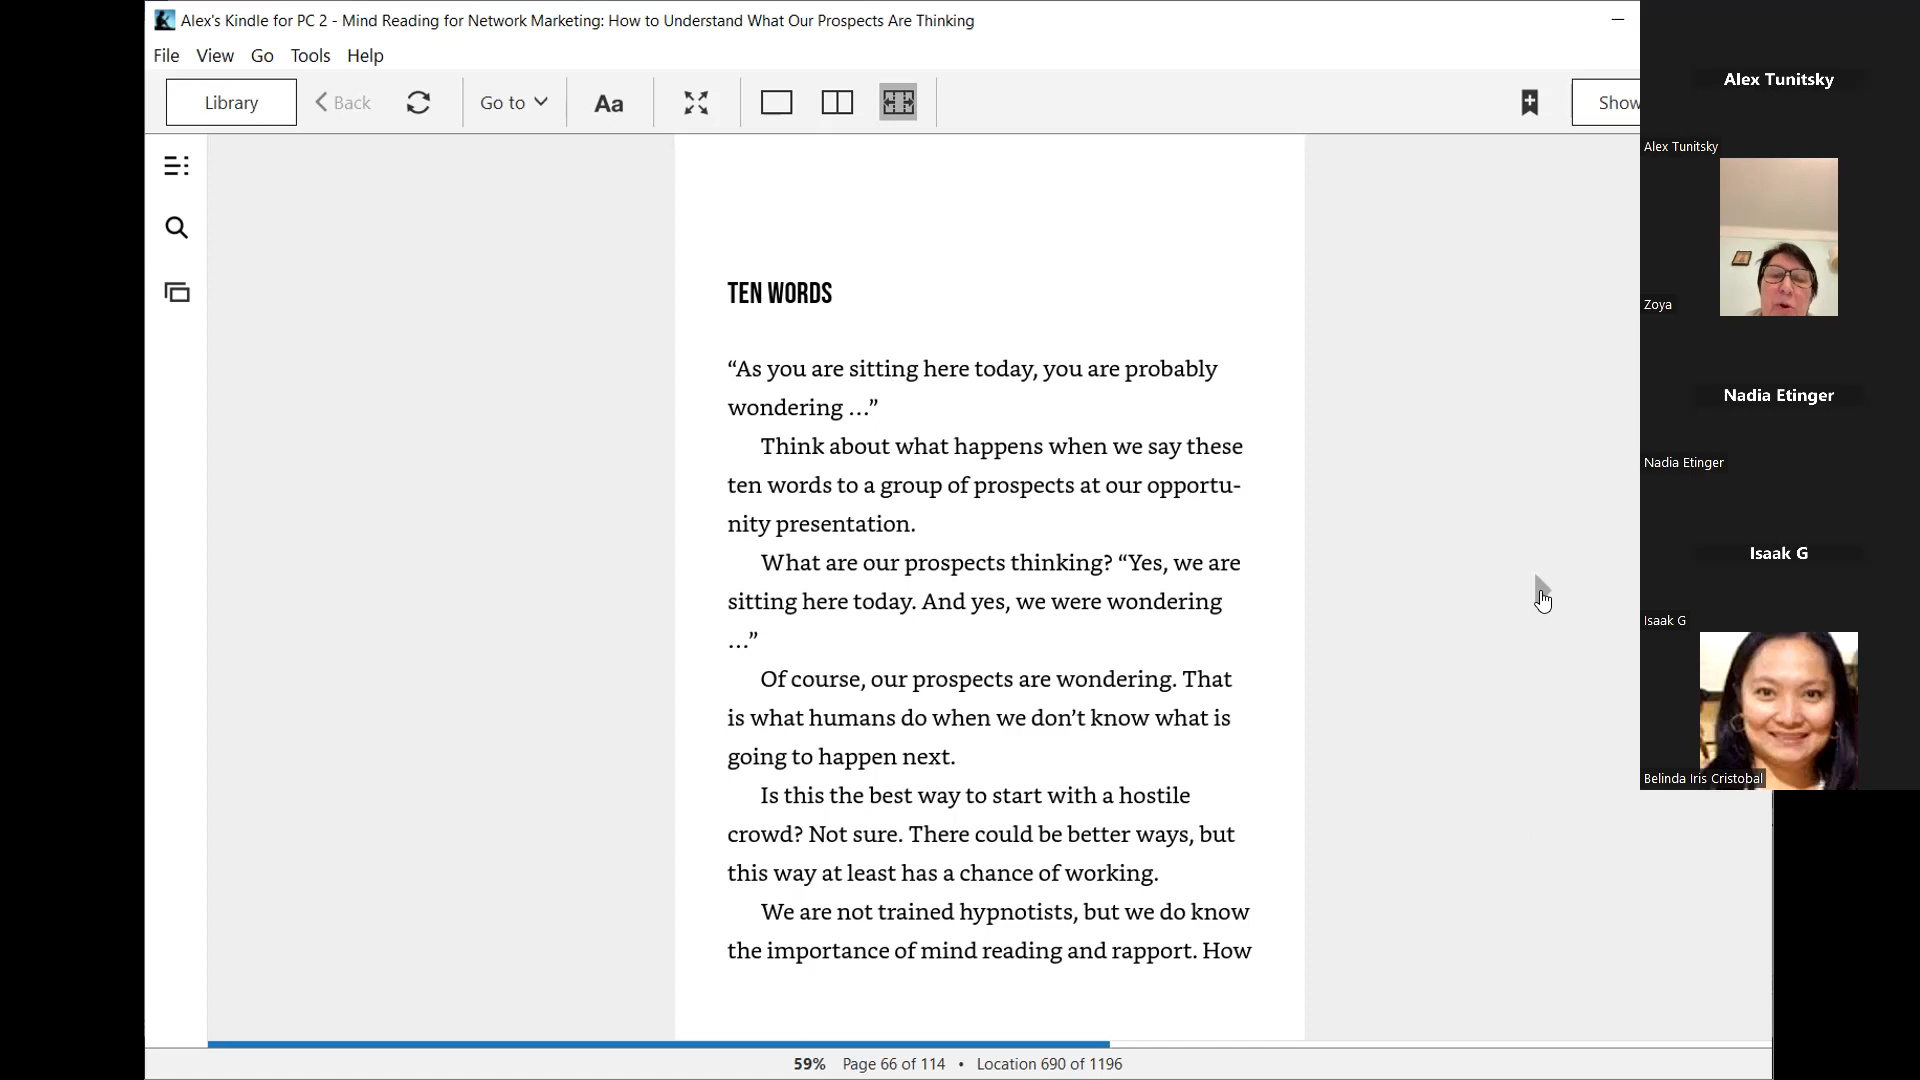 Alex's Kindle for PC 2 - Mind Reading for Network Marketing: How to Understand What Our Prospects Are Thinking
File View Go Tools Help
Library Back Go to Aa Show
TEN WORDS
“As you are sitting here today, you are probably
wondering …”
Think about what happens when we say these
ten words to a group of prospects at our opportu-
nity presentation.
What are our prospects thinking? “Yes, we are
sitting here today. And yes, we were wondering
…”
Of course, our prospects are wondering. That
is what humans do when we don’t know what is
going to happen next.
Is this the best way to start with a hostile
crowd? Not sure. There could be better ways, but
this way at least has a chance of working.
We are not trained hypnotists, but we do know
the importance of mind reading and rapport. How
59% Page 66 of 114 • Location 690 of 1196
Alex Tunitsky
Alex Tunitsky
Zoya
Nadia Etinger
Nadia Etinger
Isaak G
Isaak G
Belinda Iris Cristobal